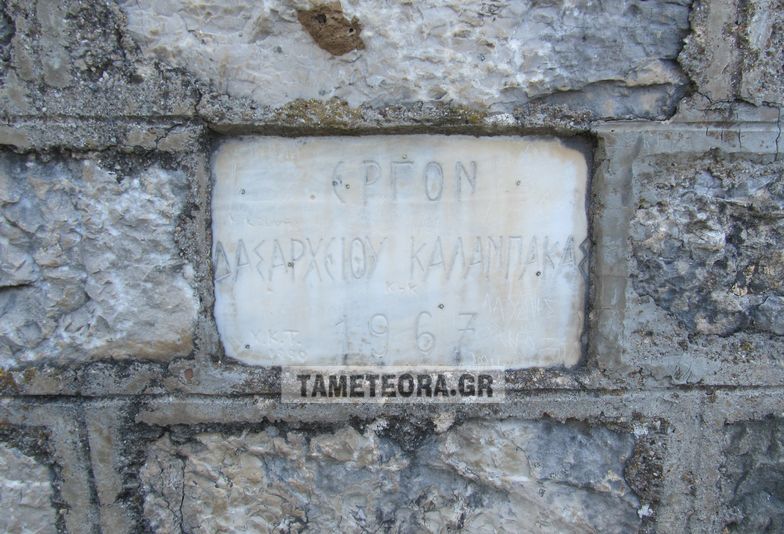 ΕΡΓΟΝ
ΔΑΣΑΡΧΕΙΟΥ ΚΑΛΑΜΠΑΚΑΣ
Κ-Κ
1967
Χ.Κ.Τ.
TAMETEORA.GR